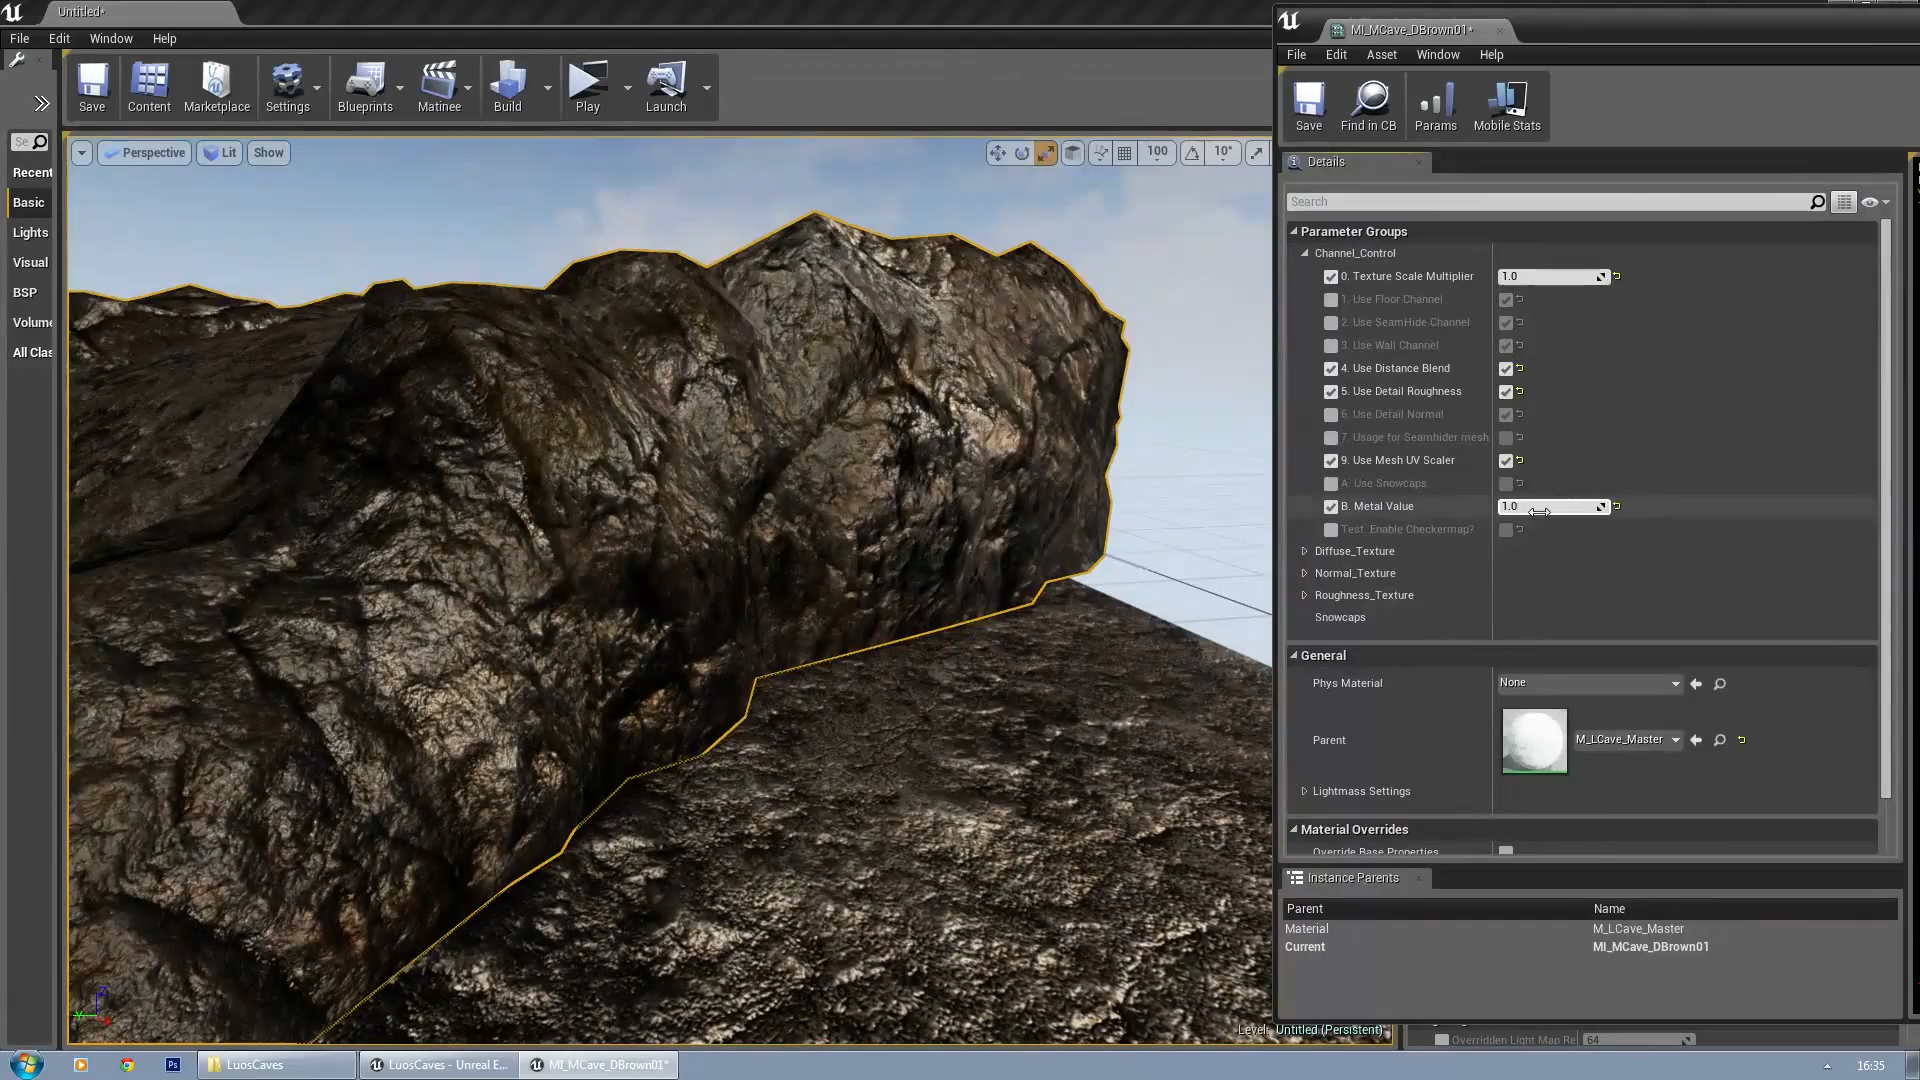 Untitled*
File Edit Window Help
Save Content Marketplace Settings Blueprints Matinee Build Play Launch
Se
Recent
Basic
Lights
Visual
BSP
Volume
All Clas
Perspective Lit Show
100 10°
Level: Untitled (Persistent)
MI_MCave_DBrown01*
File Edit Asset Window Help
Save Find in CB Params Mobile Stats
Details
Search
Parameter Groups
Channel_Control
0. Texture Scale Multiplier 1.0
1. Use Floor Channel
2. Use SeamHide Channel
3. Use Wall Channel
4. Use Distance Blend
5. Use Detail Roughness
6. Use Detail Normal
7. Usage for Seamhider mesh
9. Use Mesh UV Scaler
A. Use Snowcaps
B. Metal Value 1.0
Test. Enable Checkermap?
Diffuse_Texture
Normal_Texture
Roughness_Texture
Snowcaps
General
Phys Material None
Parent M_LCave_Master
Lightmass Settings
Material Overrides
Override Base Properties
Instance Parents
Parent Name
Material M_LCave_Master
Current MI_MCave_DBrown01
Overridden Light Map Re 64
LuosCaves LuosCaves - Unreal E... MI_MCave_DBrown01* 16:35